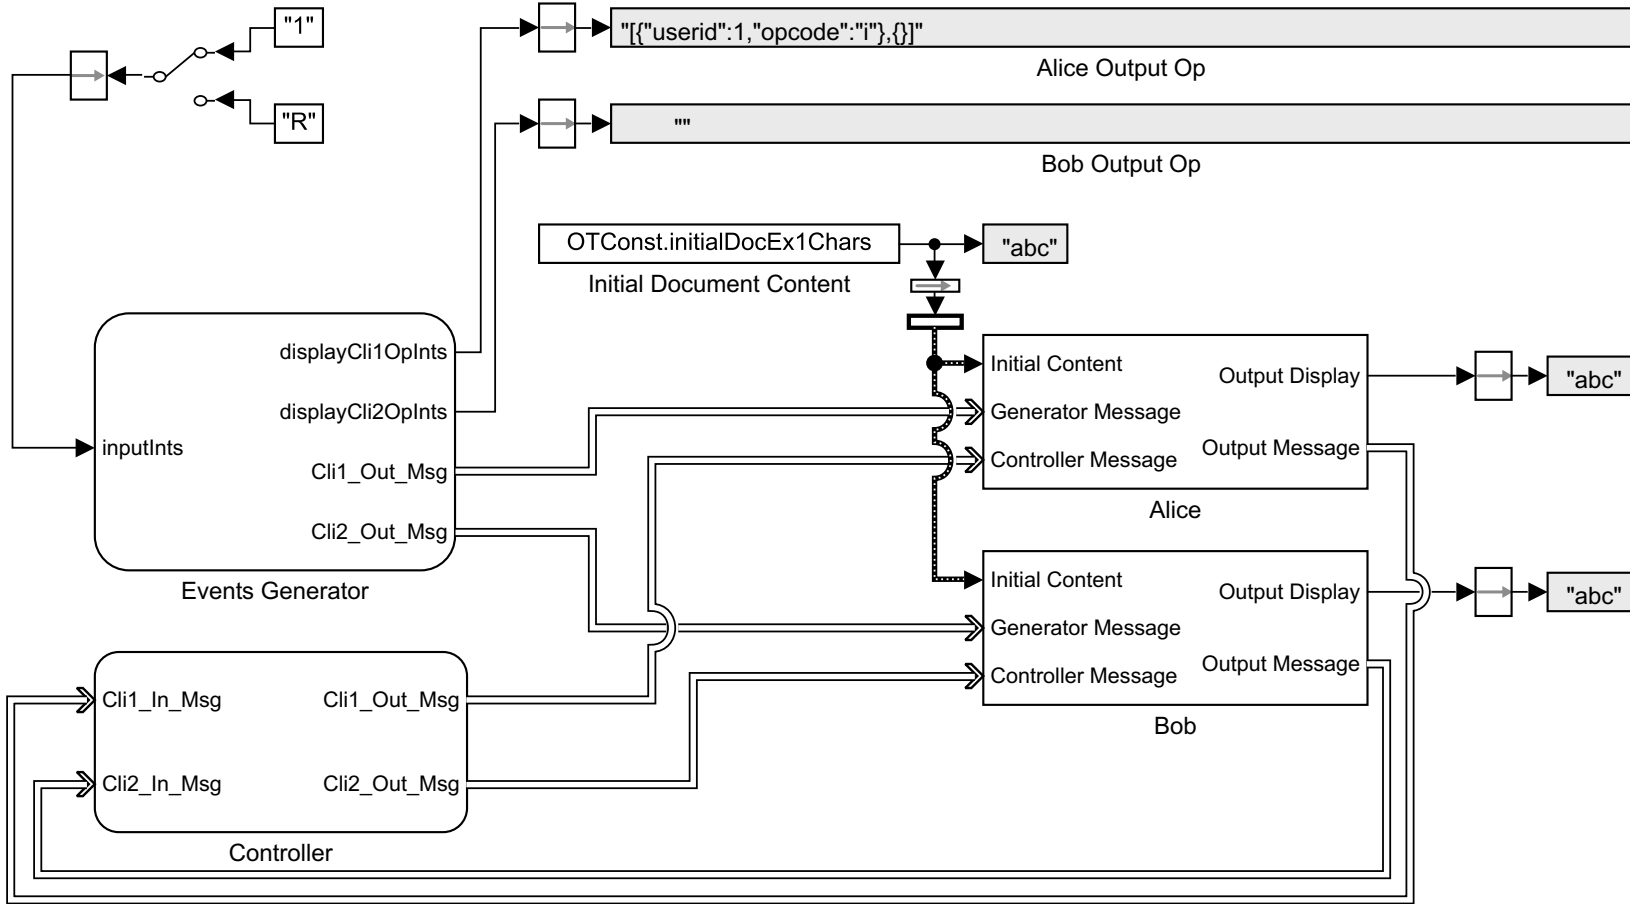 "1"
"R"
"[{"userid":1,"opcode":"i"},{}]"
Alice Output Op
""
Bob Output Op
OTConst.initialDocEx1Chars
"abc"
Initial Document Content
displayCli1OpInts
displayCli2OpInts
inputInts
Cli1_Out_Msg
Cli2_Out_Msg
Events Generator
Initial Content
Generator Message
Controller Message
Output Display
Output Message
Alice
"abc"
Initial Content
Generator Message
Controller Message
Output Display
Output Message
Bob
"abc"
Cli1_In_Msg
Cli2_In_Msg
Cli1_Out_Msg
Cli2_Out_Msg
Controller